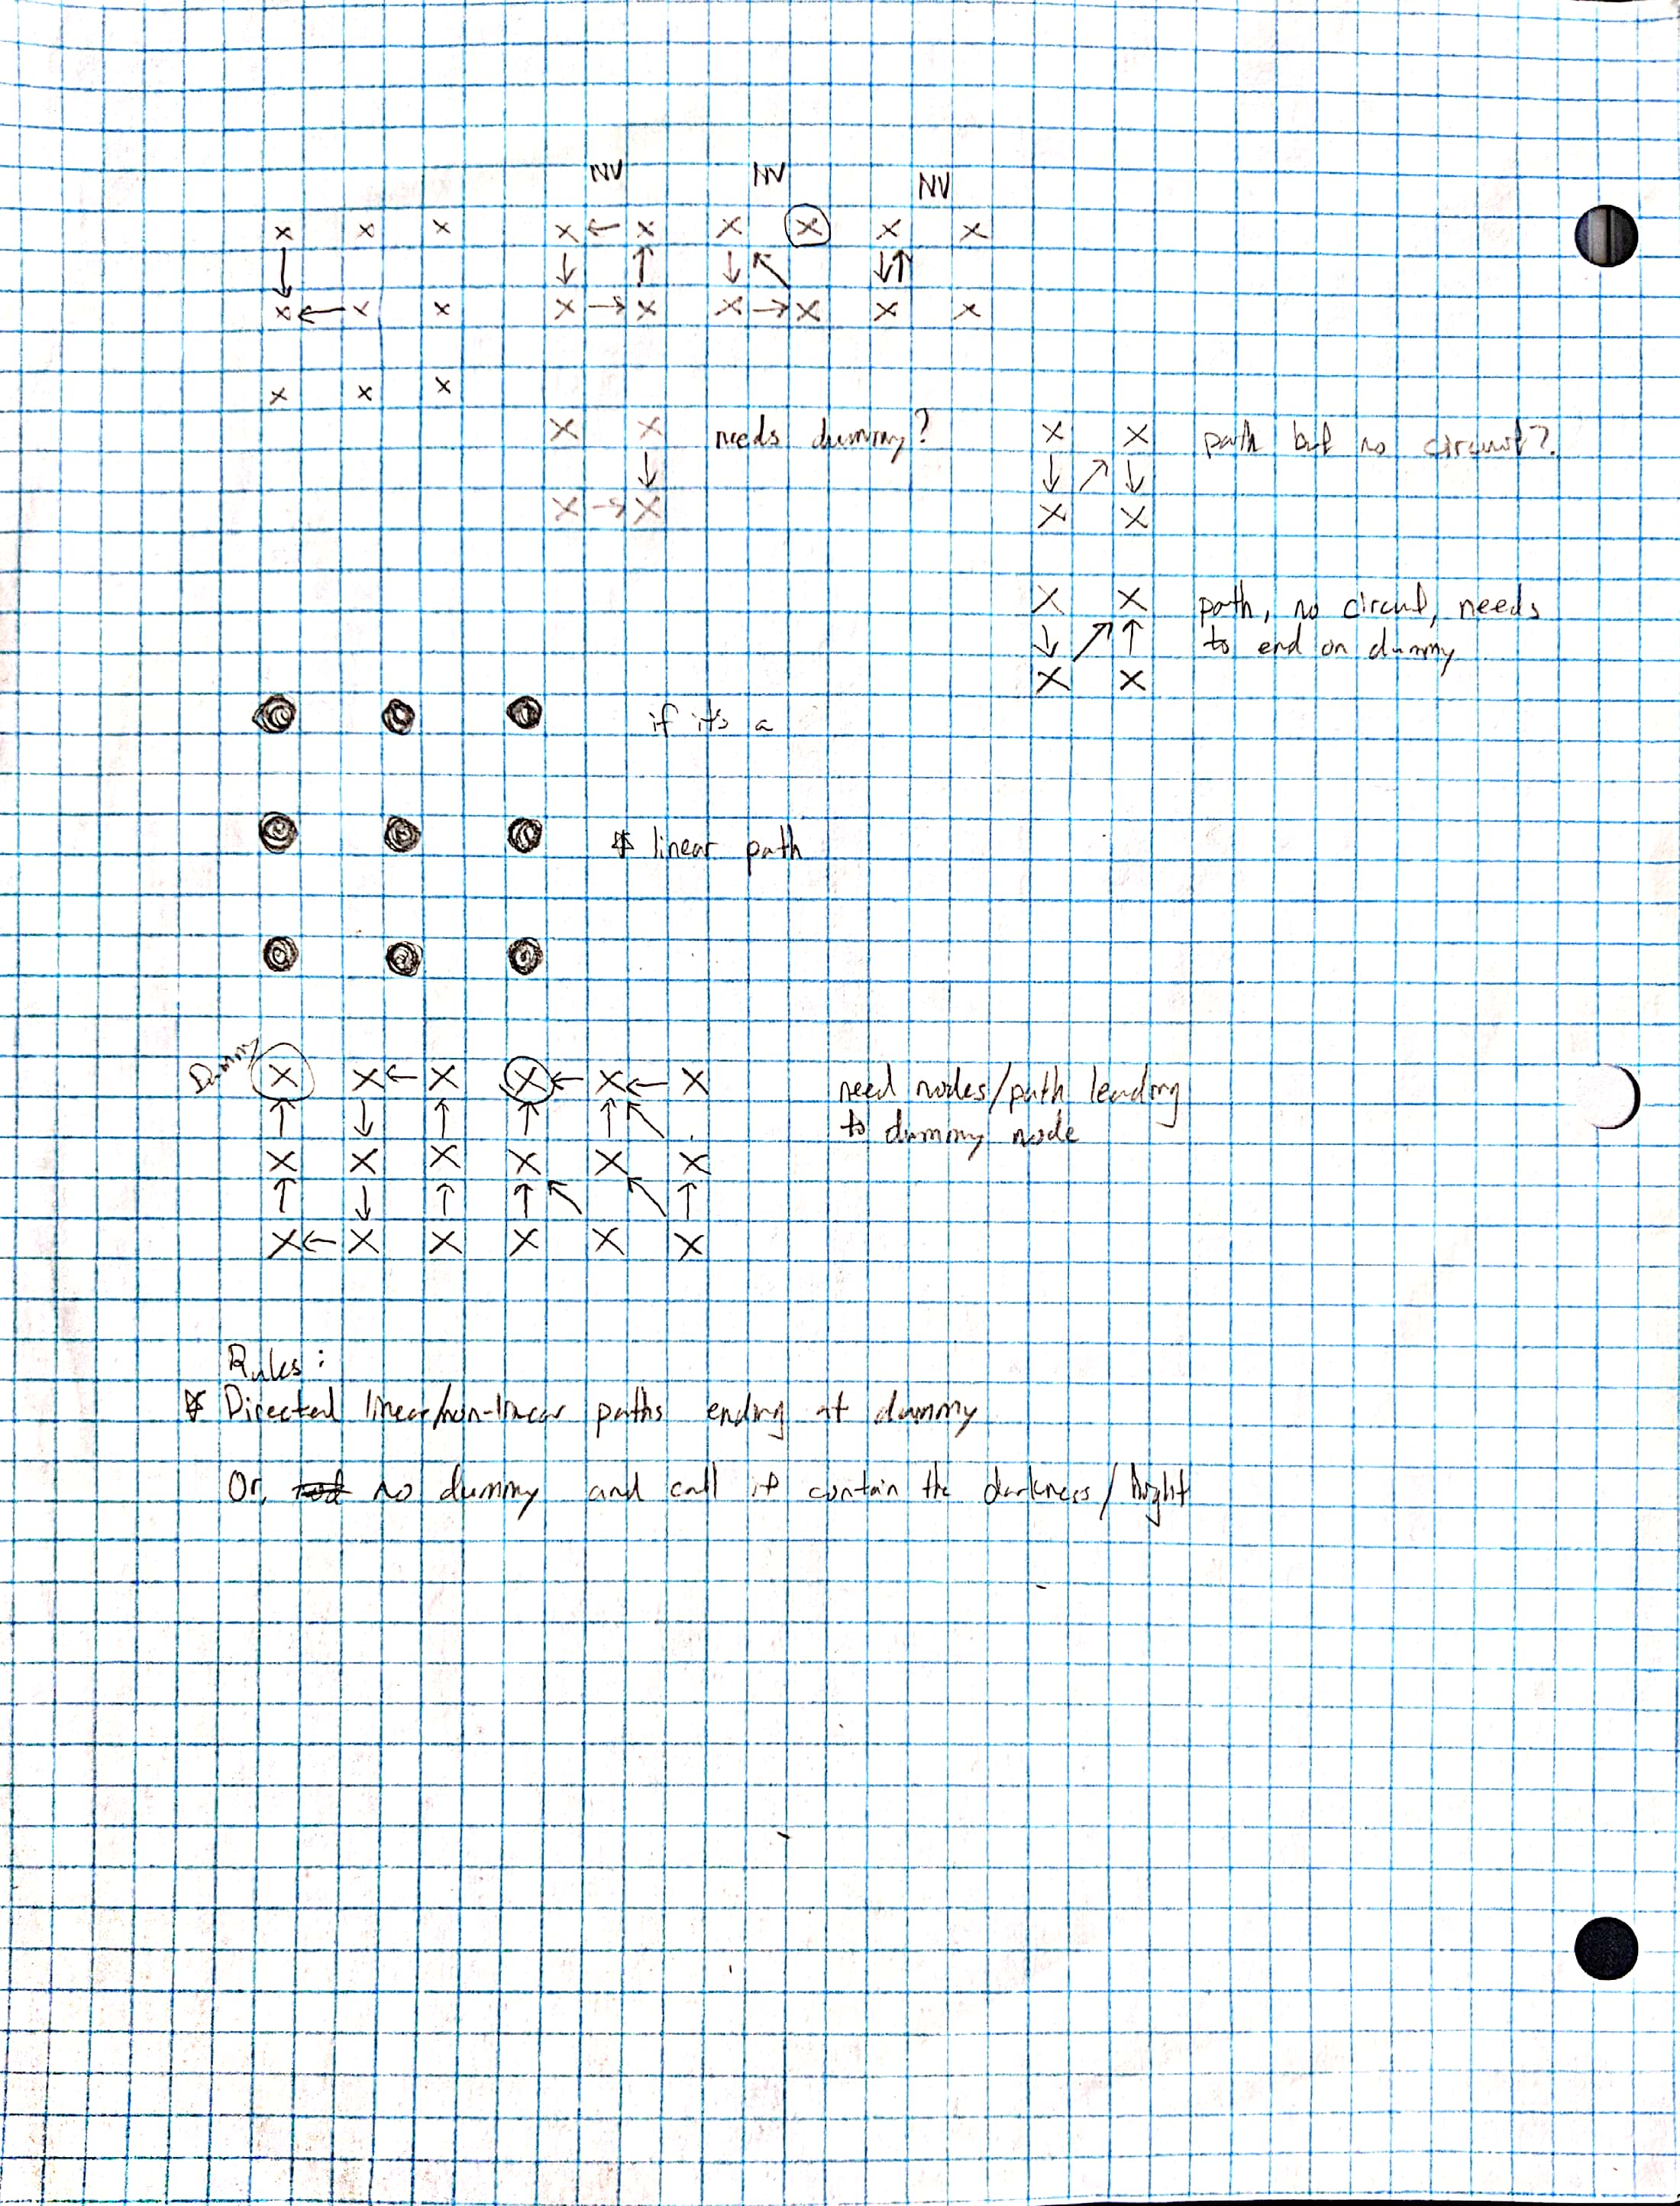 NV NV NV
needs dummy?
path but no circuit?
path, no circuit, needs
to end on dummy
if it's a
linear path
Dummy
need nodes/path leading
to dummy node
Rules:
Directed linear/non-linear paths ending at dummy
Or, no dummy and call it contain the darkness/